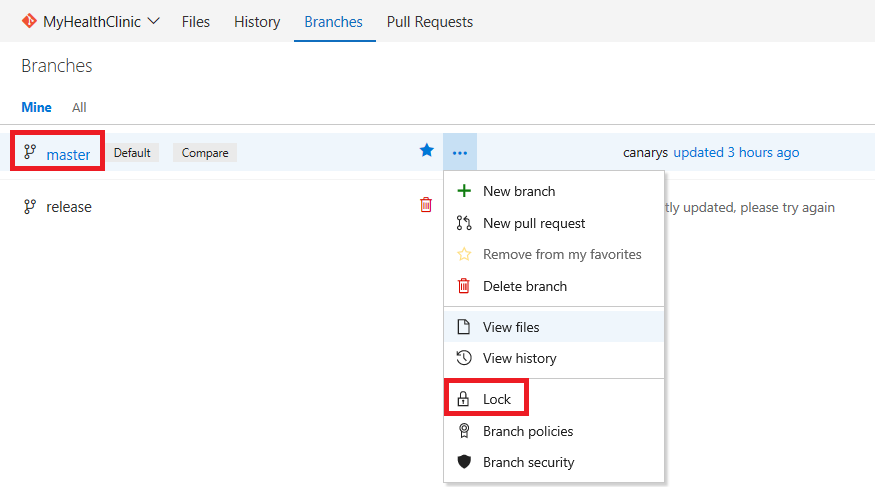 MyHealthClinic Files History Branches Pull Requests
Branches
Mine All
master Default Compare ... canarys updated 3 hours ago
New branch
release updated, please try again
New pull request
Remove from my favorites
Delete branch
View files
View history
Lock
Branch policies
Branch security